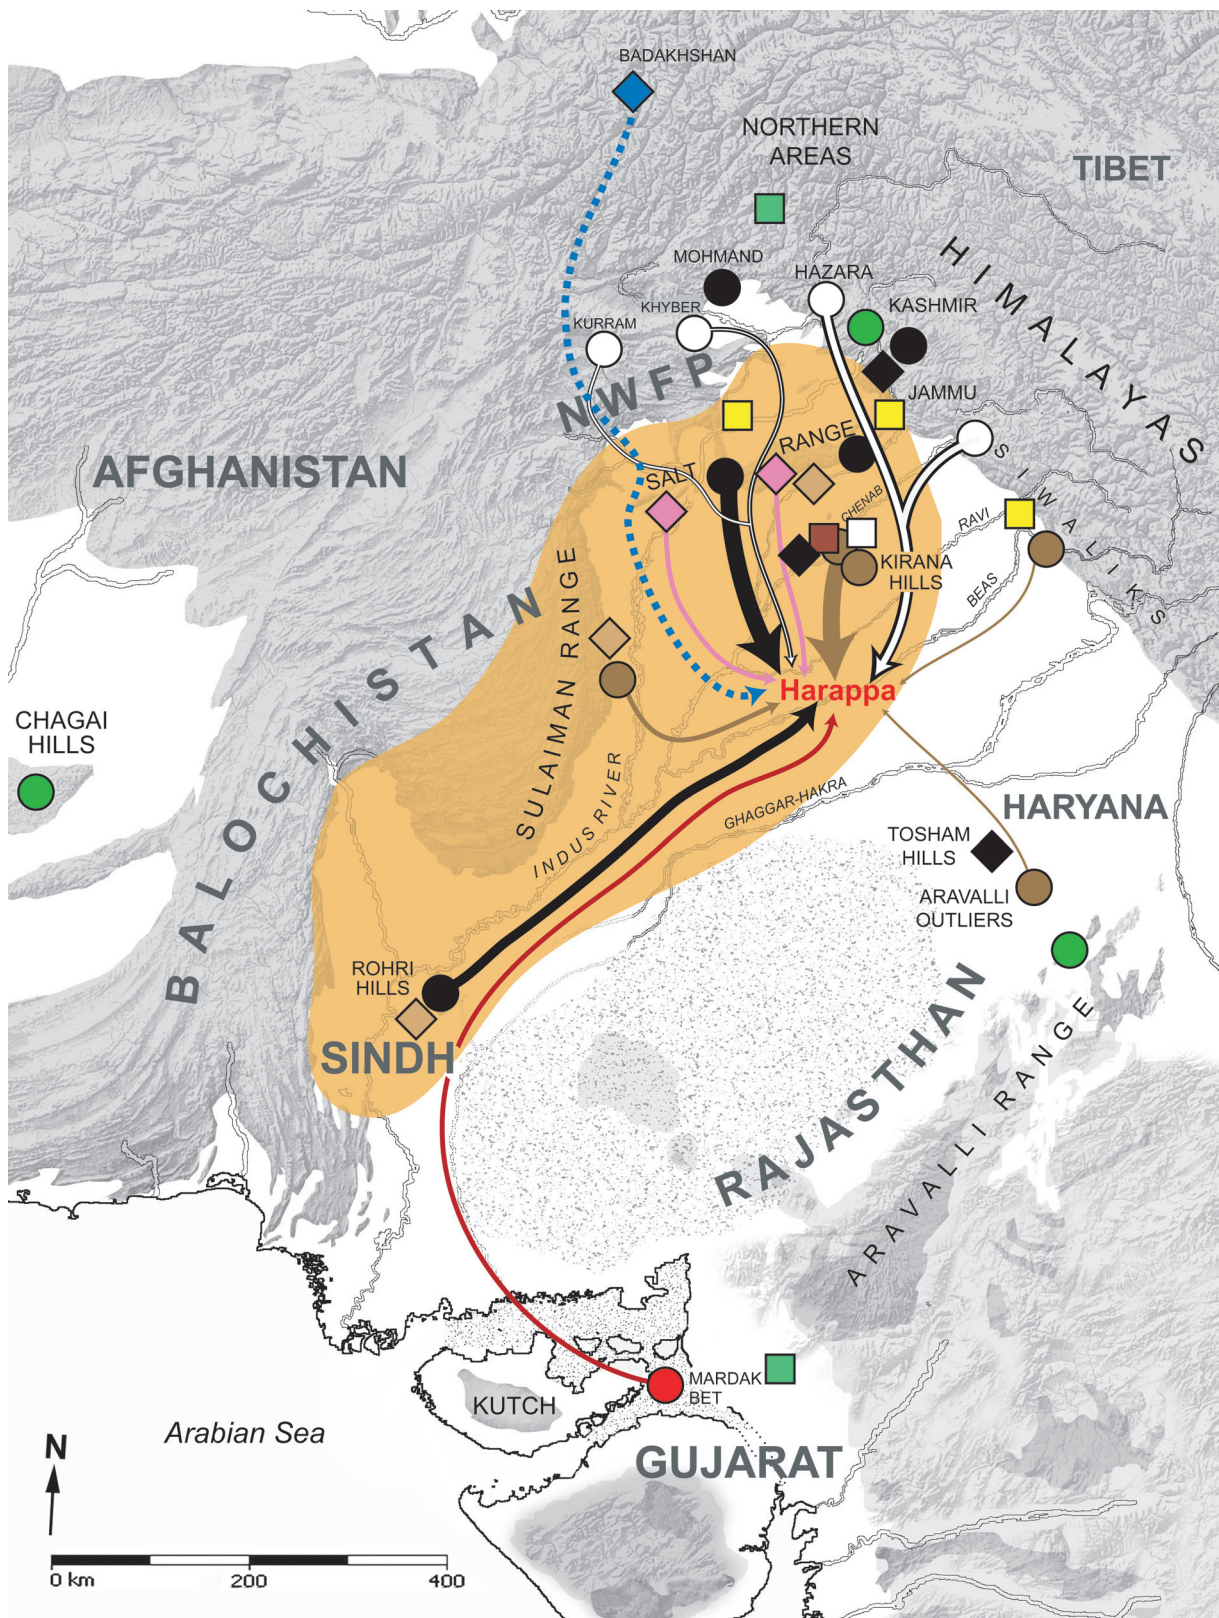 BADAKHSHAN
NORTHERN
AREAS
TIBET
HIMALAYAS
MOHMAND
HAZARA
KHYBER
KASHMIR
KURRAM
NWFP
JAMMU
SALT
RANGE
SIWALIKS
AFGHANISTAN
CHENAB
RAVI
KIRANA
HILLS
BEAS
SULAIMAN RANGE
BALOCHISTAN
Harappa
CHAGAI
HILLS
INDUS RIVER
GHAGGAR-HAKRA
HARYANA
TOSHAM
HILLS
ARAVALLI
OUTLIERS
ROHRI
HILLS
SINDH
RAJASTHAN
ARAVALLI RANGE
MARDAK
BET
KUTCH
Arabian Sea
N
GUJARAT
0 km 200 400